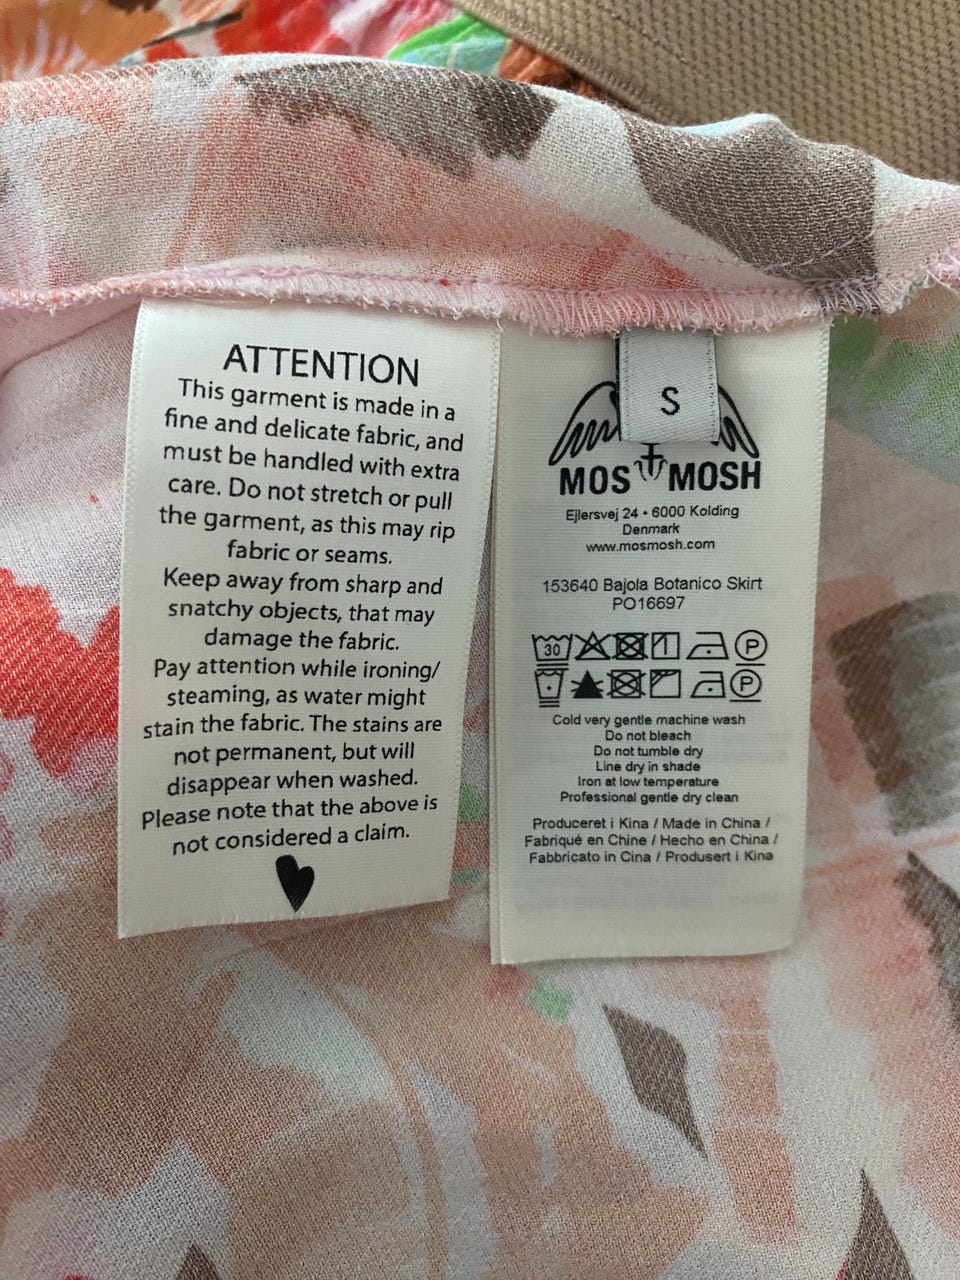 ATTENTION
This garment is made in a
fine and delicate fabric, and
must be handled with extra
care. Do not stretch or pull
the garment, as this may rip
fabric or seams.
Keep away from sharp and
snatchy objects, that may
damage the fabric.
Pay attention while ironing/
steaming, as water might
stain the fabric. The stains are
not permanent, but will
disappear when washed.
Please note that the above is
not considered a claim.
S
MOS MOSH
Ejlersvej 24 • 6000 Kolding
Denmark
www.mosmosh.com
153640 Bajola Botanico Skirt
PO16697
30 P
P
Cold very gentle machine wash
Do not bleach
Do not tumble dry
Line dry in shade
Iron at low temperature
Professional gentle dry clean
Produceret i Kina / Made in China /
Fabriqué en Chine / Hecho en China /
Fabbricato in Cina / Produsert i Kina